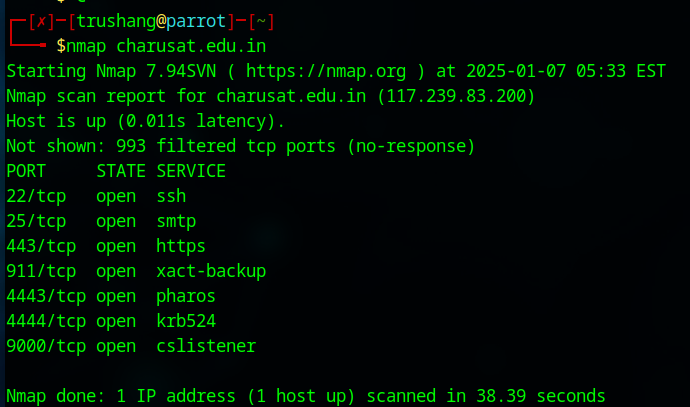 ┌─[✗]─[trushang@parrot]─[~]
└──╼ $nmap charusat.edu.in
Starting Nmap 7.94SVN ( https://nmap.org ) at 2025-01-07 05:33 EST
Nmap scan report for charusat.edu.in (117.239.83.200)
Host is up (0.011s latency).
Not shown: 993 filtered tcp ports (no-response)
PORT     STATE SERVICE
22/tcp   open  ssh
25/tcp   open  smtp
443/tcp  open  https
911/tcp  open  xact-backup
4443/tcp open  pharos
4444/tcp open  krb524
9000/tcp open  cslistener
Nmap done: 1 IP address (1 host up) scanned in 38.39 seconds